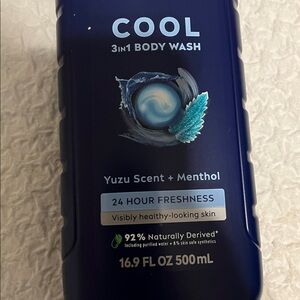 COOL
3IN1 BODY WASH
Yuzu Scent + Menthol
24 HOUR FRESHNESS
Visibly healthy-looking skin
92% Naturally Derived*
Including purified water + 8% skin safe synthetics
16.9 FL OZ 500mL